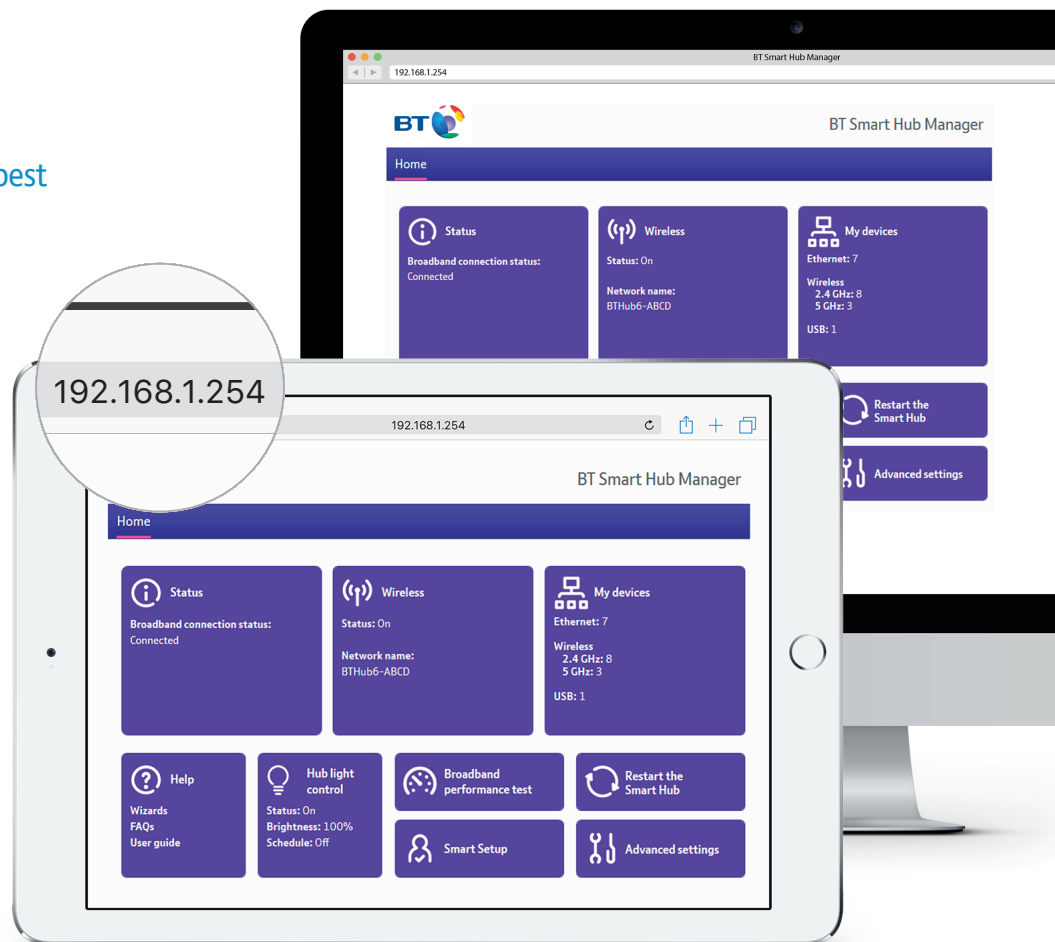 BT Smart Hub Manager
192.168.1.254
BT
BT Smart Hub Manager
Home
Status
Broadband connection status:
Connected
Wireless
Status: On
Network name:
BTHub6-ABCD
My devices
Ethernet: 7
Wireless
2.4 GHz: 8
5 GHz: 3
USB: 1
Restart the
Smart Hub
Advanced settings
best
192.168.1.254
192.168.1.254
BT Smart Hub Manager
Home
Status
Broadband connection status:
Connected
Wireless
Status: On
Network name:
BTHub6-ABCD
My devices
Ethernet: 7
Wireless
2.4 GHz: 8
5 GHz: 3
USB: 1
Help
Wizards
FAQs
User guide
Hub light
control
Status: On
Brightness: 100%
Schedule: Off
Broadband
performance test
Smart Setup
Restart the
Smart Hub
Advanced settings